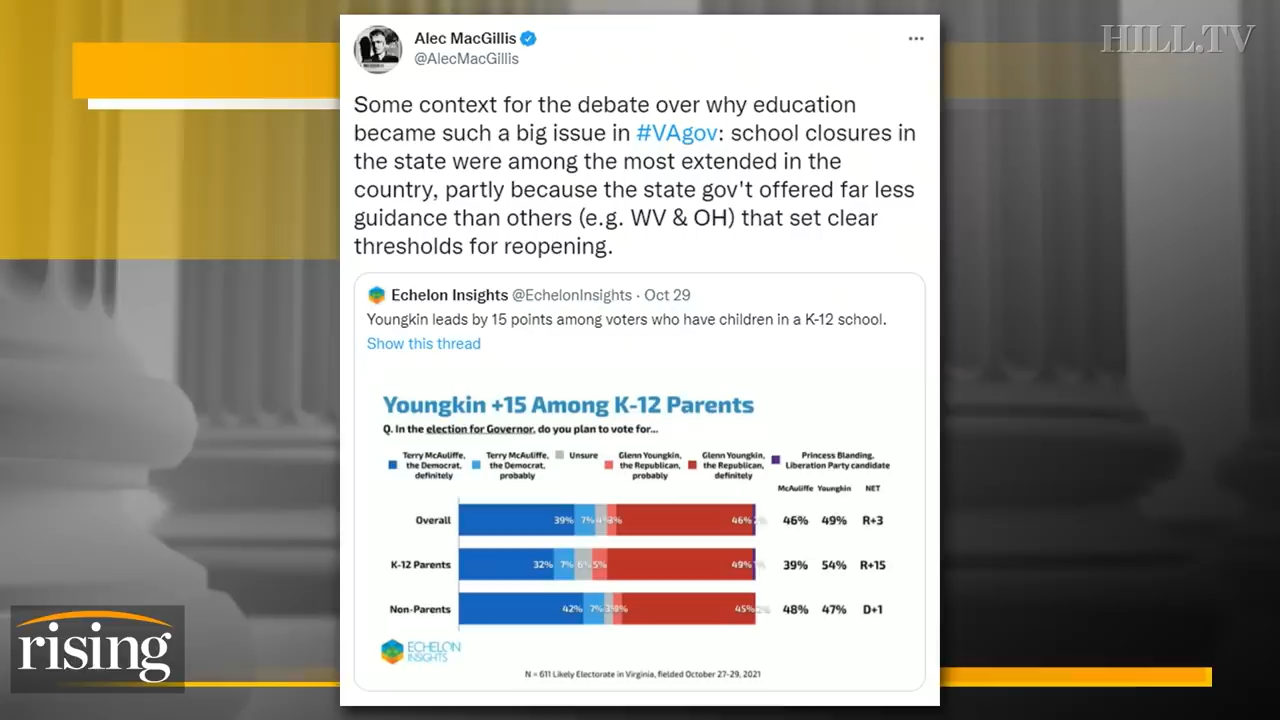 HILL.TV
Alec MacGillis
@AlecMacGillis
Some context for the debate over why education
became such a big issue in #VAgov: school closures in
the state were among the most extended in the
country, partly because the state gov't offered far less
guidance than others (e.g. WV & OH) that set clear
thresholds for reopening.
Echelon Insights @EchelonInsights · Oct 29
Youngkin leads by 15 points among voters who have children in a K-12 school.
Show this thread
Youngkin +15 Among K-12 Parents
Q. In the election for Governor, do you plan to vote for...
Terry McAuliffe,
the Democrat,
definitely
Terry McAuliffe,
the Democrat,
probably
Unsure
Glenn Youngkin,
the Republican,
probably
Glenn Youngkin,
the Republican,
definitely
Princess Blanding,
Liberation Party candidate
McAuliffe Youngkin NET
Overall 39% 7% 4% 3% 46% 46% 49% R+3
K-12 Parents 32% 7% 6% 5% 49% 39% 54% R+15
Non-Parents 42% 7% 3% 45% 48% 47% D+1
ECHELON
INSIGHTS
N = 611 Likely Electorate in Virginia, fielded October 27-29, 2021
rising